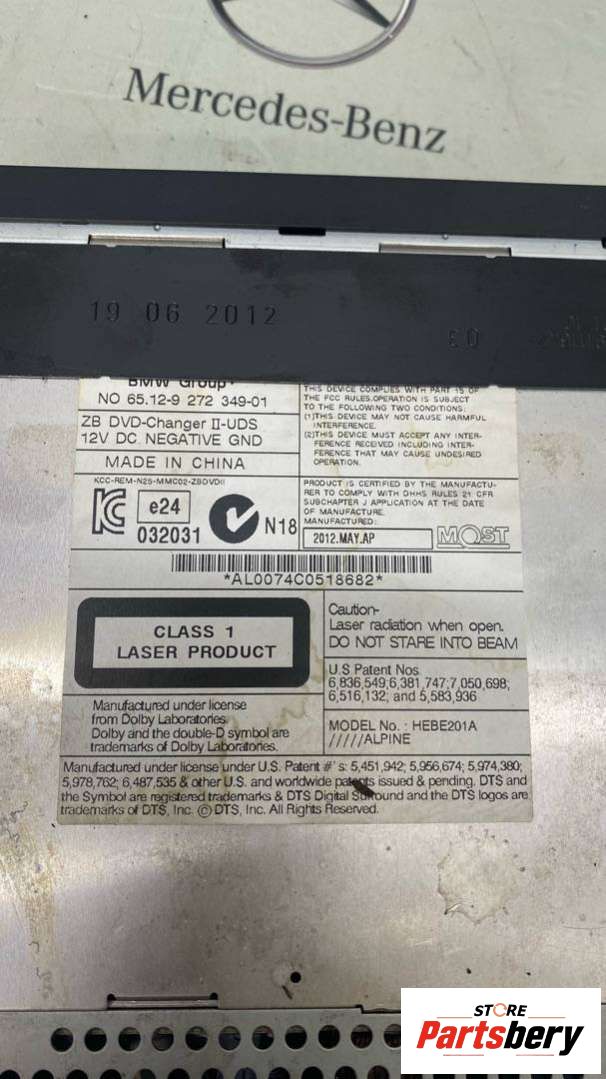 Mercedes-Benz
19 06 2012
03
BMW Group
NO 65.12-9 272 349-01
ZB DVD-Changer II-UDS
12V DC NEGATIVE GND
MADE IN CHINA
THIS DEVICE COMPLIES WITH PART 15 OF
THE FCC RULES.OPERATION IS SUBJECT
TO THE FOLLOWING TWO CONDITIONS.
(1)THIS DEVICE MAY NOT CAUSE HARMFUL
INTERFERENCE.
(2)THIS DEVICE MUST ACCEPT ANY INTER-
FERENCE RECEIVED INCLUDING INTER-
FERENCE THAT MAY CAUSE UNDESIRED
OPERATION.
KCC-REM-N25-MMC02-ZBDVDII
e24
032031
N18
PRODUCT IS CERTIFIED BY THE MANUFACTU-
RER TO COMPLY WITH DHHS RULES 21 CFR
SUBCHAPTER J APPLICATION AT THE DATE
OF MANUFACTURE.
MANUFACTURED:
2012.MAY.AP
MOST
*AL0074C0518682*
CLASS 1
LASER PRODUCT
Caution-
Laser radiation when open.
DO NOT STARE INTO BEAM
U.S Patent Nos.
6,836,549;6,381,747;7,050,698;
6,516,132; and 5,583,936
Manufactured under license
from Dolby Laboratories.
Dolby and the double-D symbol are
trademarks of Dolby Laboratories.
MODEL No. : HEBE201A
/////ALPINE
Manufactured under license under U.S. Patent #'s: 5,451,942; 5,956,674; 5,974,380;
5,978,762; 6,487,535 & other U.S. and worldwide patents issued & pending. DTS and
the Symbol are registered trademarks & DTS Digital Surround and the DTS logos are
trademarks of DTS, Inc. © DTS, Inc. All Rights Reserved.
STORE
Partsbery